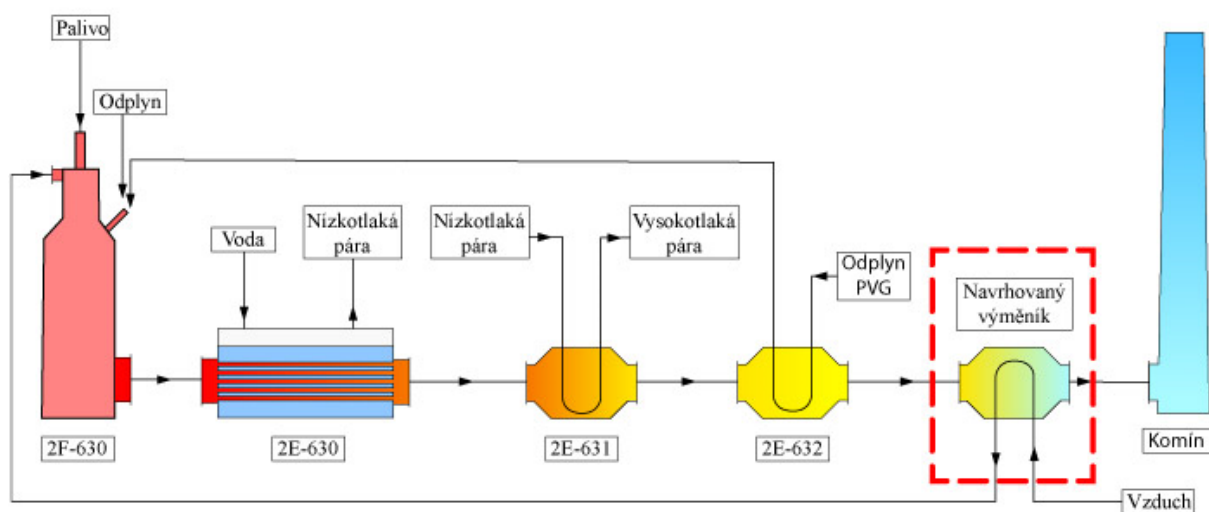 Palivo
Odplyn
Voda
Nízkotlaká
pára
Nízkotlaká
pára
Vysokotlaká
pára
Odplyn
PVG
Navrhovaný
výměník
2F-630
2E-630
2E-631
2E-632
Komín
Vzduch